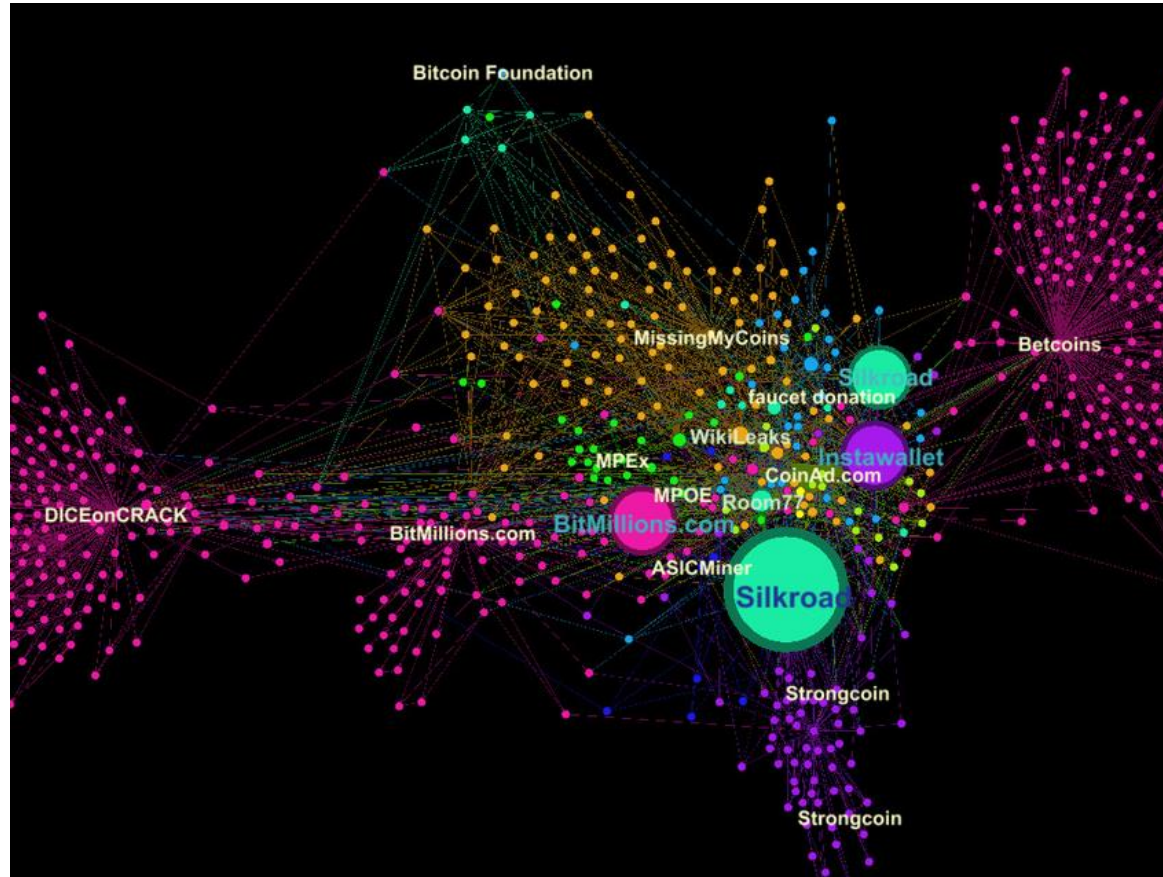 Bitcoin Foundation
MissingMyCoins
Betcoins
Silkroad
faucet donation
WikiLeaks
Instawallet
MPEx
CoinAd.com
MPOE
Room77
DICEonCRACK
BitMillions.com
BitMillions.com
ASICMiner
Silkroad
Strongcoin
Strongcoin